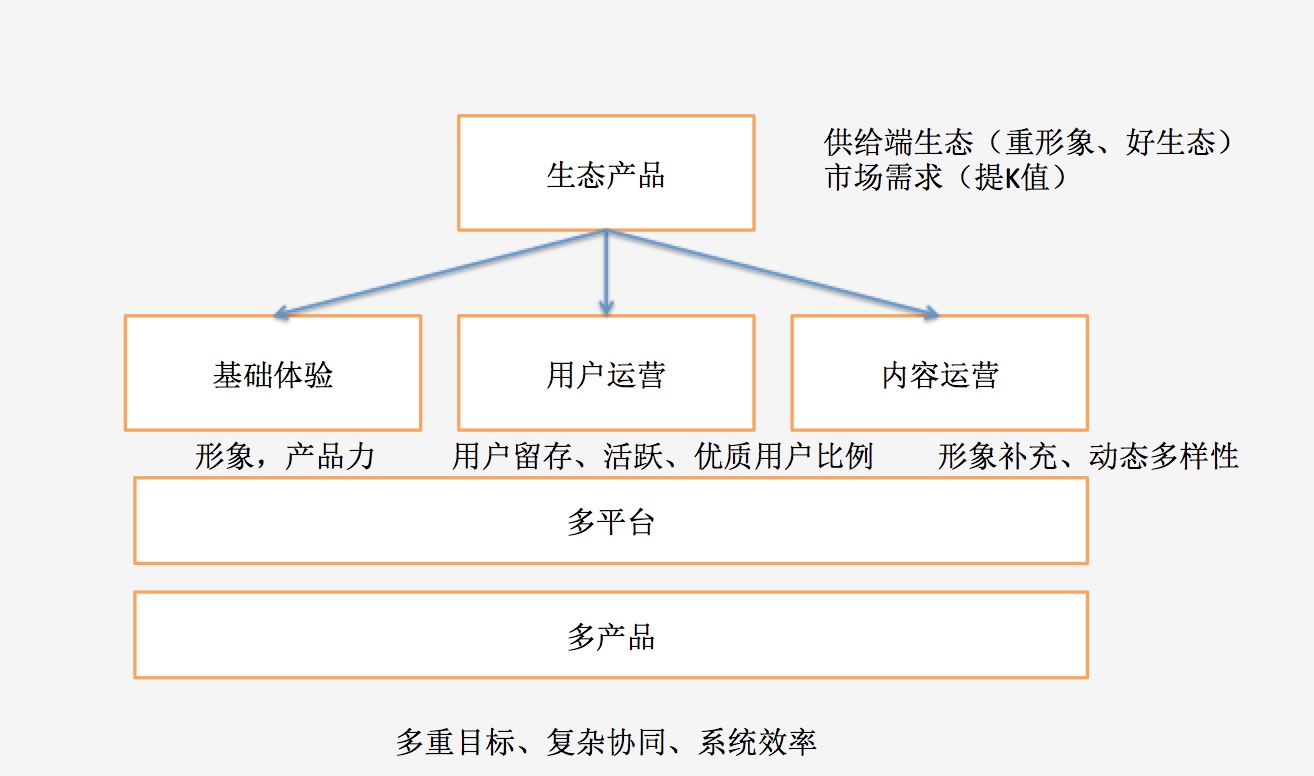 生态产品
供给端生态（重形象、好生态）
市场需求（提K值）
基础体验
用户运营
内容运营
形象，产品力
用户留存、活跃、优质用户比例
形象补充、动态多样性
多平台
多产品
多重目标、复杂协同、系统效率